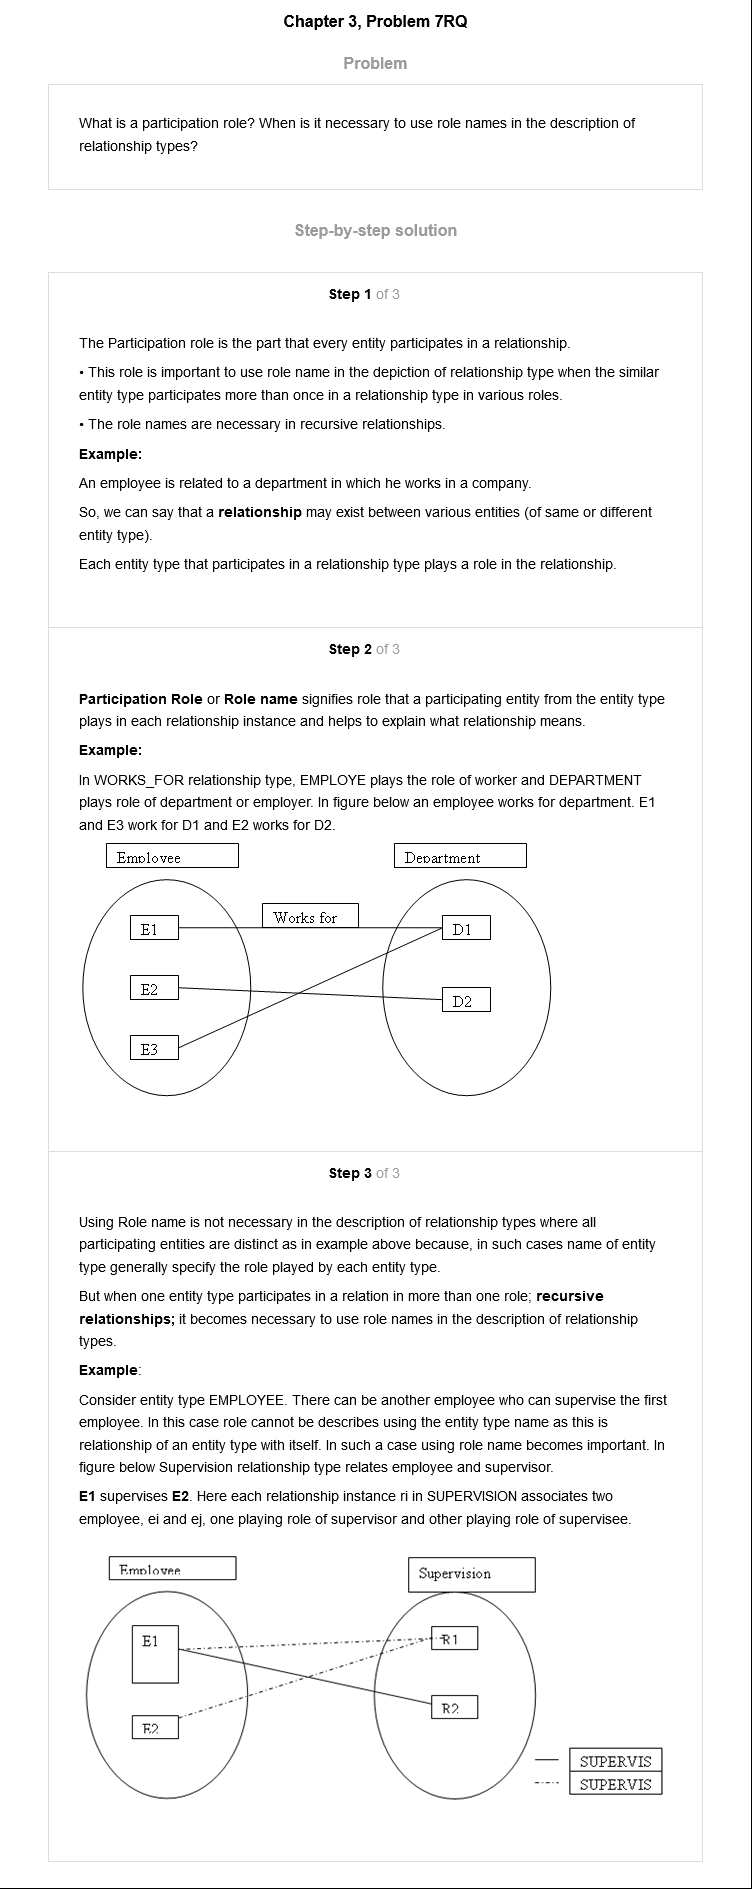 Chapter 3, Problem 7RQ
Problem
What is a participation role? When is it necessary to use role names in the description of
relationship types?
Step-by-step solution
Step 1 of 3
The Participation role is the part that every entity participates in a relationship.
• This role is important to use role name in the depiction of relationship type when the similar
entity type participates more than once in a relationship type in various roles.
• The role names are necessary in recursive relationships.
Example:
An employee is related to a department in which he works in a company.
So, we can say that a relationship may exist between various entities (of same or different
entity type).
Each entity type that participates in a relationship type plays a role in the relationship.
Step 2 of 3
Participation Role or Role name signifies role that a participating entity from the entity type
plays in each relationship instance and helps to explain what relationship means.
Example:
In WORKS_FOR relationship type, EMPLOYE plays the role of worker and DEPARTMENT
plays role of department or employer. In figure below an employee works for department. E1
and E3 work for D1 and E2 works for D2.
Employee
Department
Works for
E1
D1
E2
D2
E3
Step 3 of 3
Using Role name is not necessary in the description of relationship types where all
participating entities are distinct as in example above because, in such cases name of entity
type generally specify the role played by each entity type.
But when one entity type participates in a relation in more than one role; recursive
relationships; it becomes necessary to use role names in the description of relationship
types.
Example:
Consider entity type EMPLOYEE. There can be another employee who can supervise the first
employee. In this case role cannot be describes using the entity type name as this is
relationship of an entity type with itself. In such a case using role name becomes important. In
figure below Supervision relationship type relates employee and supervisor.
E1 supervises E2. Here each relationship instance ri in SUPERVISION associates two
employee, ei and ej, one playing role of supervisor and other playing role of supervisee.
Employee
Supervision
E1
R1
R2
E2
SUPERVIS
SUPERVIS